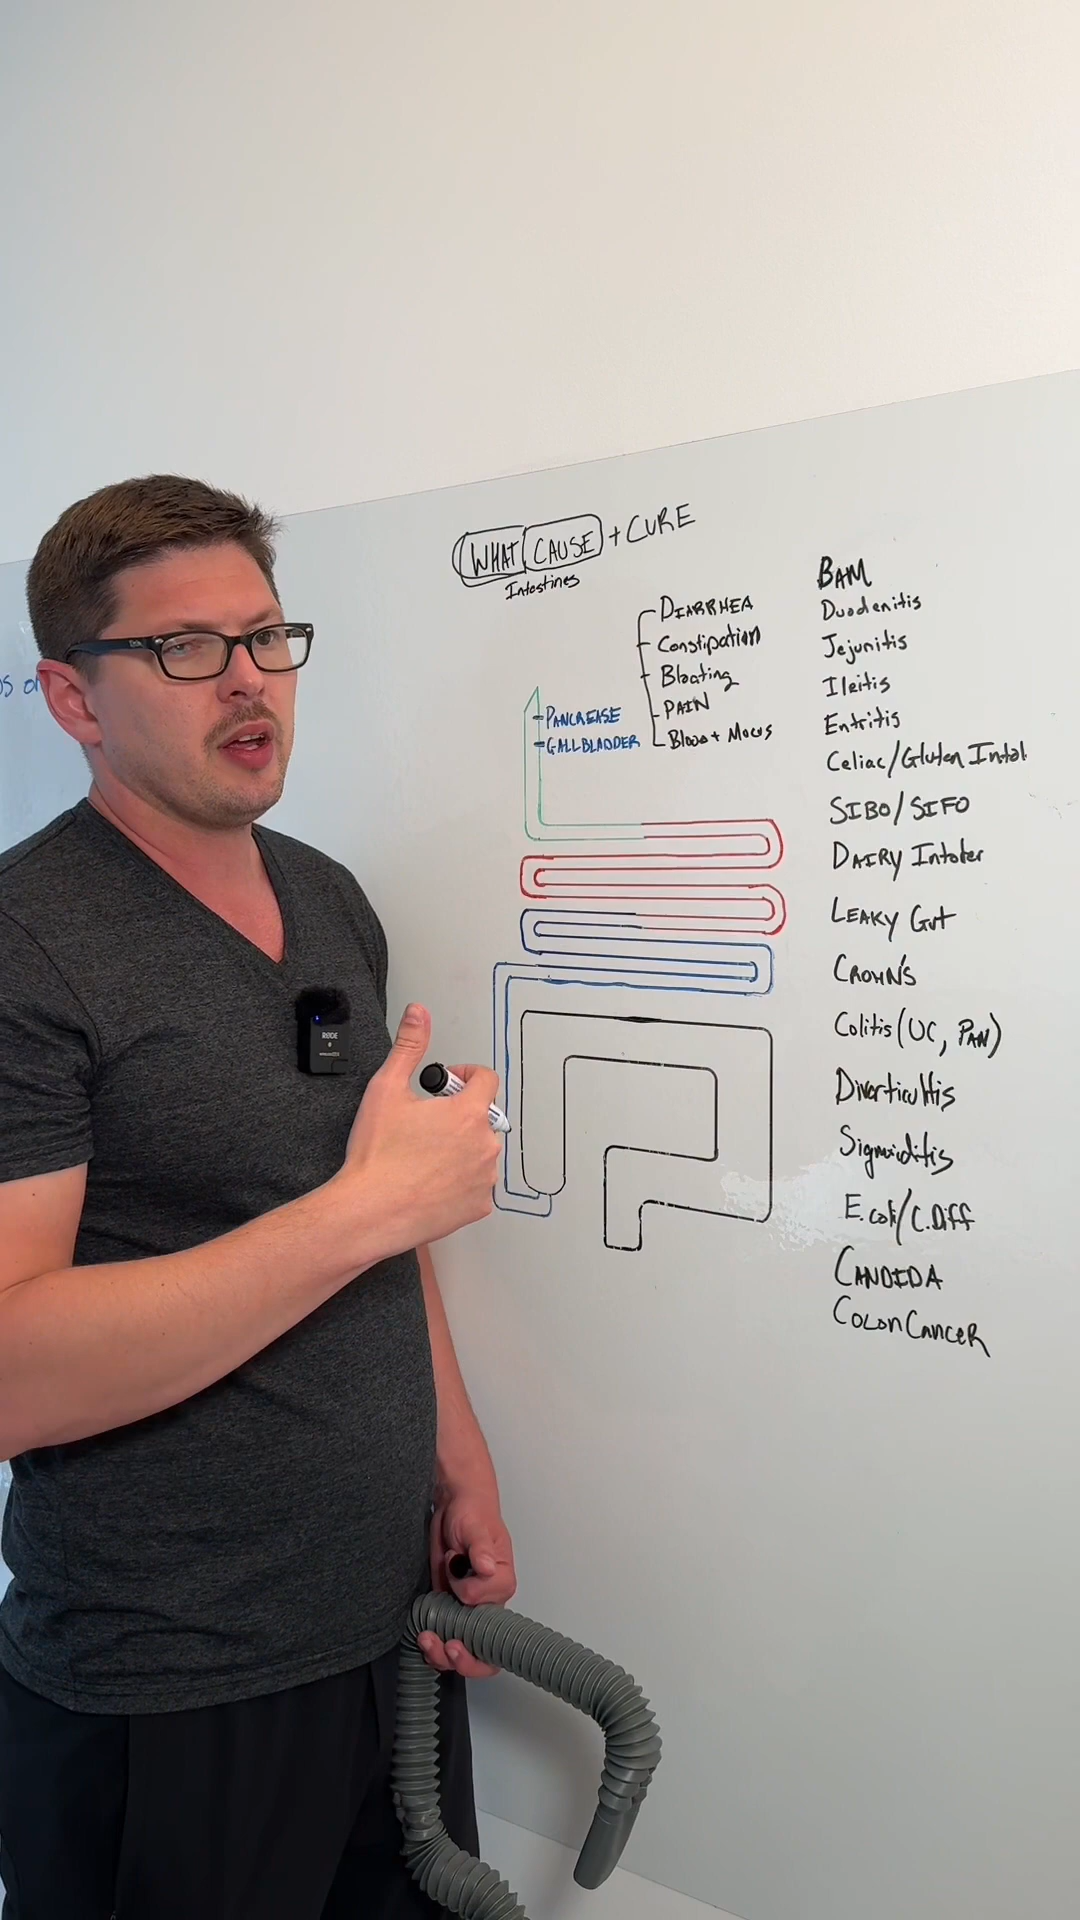 WHAT CAUSE + CURE
Intestines
DIARRHEA
Constipation
Bloating
PAIN
Blood + Mucus
PANCREASE
GALLBLADDER
BAM
Duodenitis
Jejunitis
Ileitis
Entritis
Celiac/Gluten Intol
SIBO/SIFO
DAIRY Intoler
LEAKY Gut
CROHN'S
Colitis (UC, PAN)
Diverticulitis
Sigmoiditis
E.coli/C.Diff
CANDIDA
COLON CANCER
RØDE